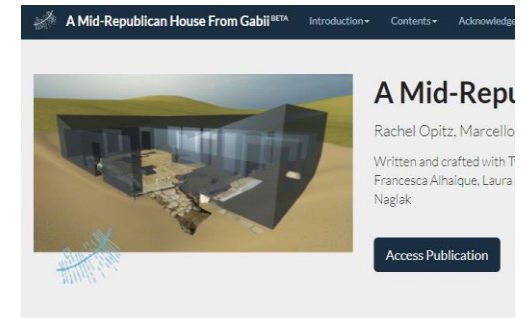 A Mid-Republican House From Gabii BETA Introduction Contents Acknowledge
A Mid-Repu
Rachel Opitz, Marcello
Written and crafted with T
Francesca Alhaique, Laura
Naglak
Access Publication